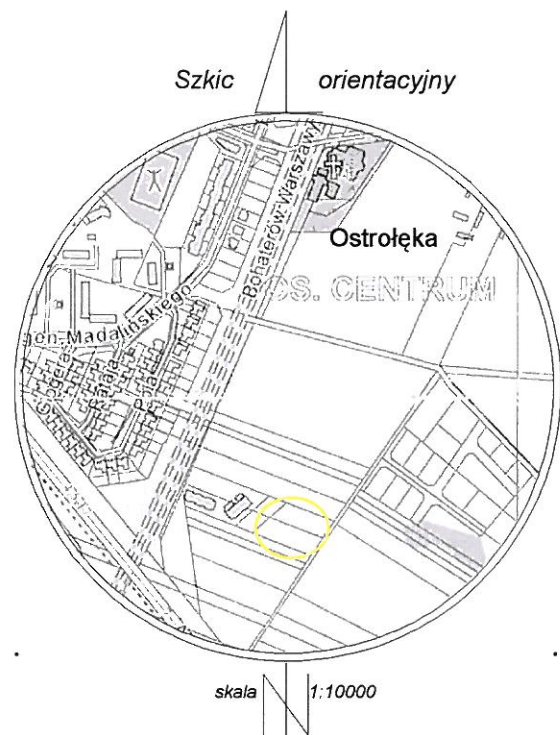 Szkic orientacyjny
Bohaterów Warszawy
Ostrołęka
OS. CENTRUM
gen. Madalińskiego
skala 1:10000